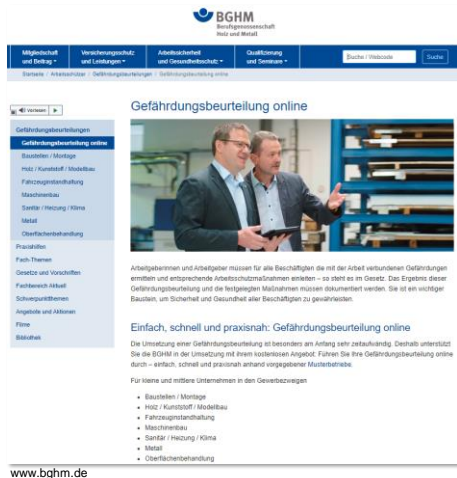 BGHM
Berufsgenossenschaft
Holz und Metall
Mitgliedschaft und Beitrag
Versicherungsschutz und Leistungen
Arbeitssicherheit und Gesundheitsschutz
Qualifizierung und Seminare
Suche / Webcode
Suche
Startseite / Arbeitsschützer / Gefährdungsbeurteilungen / Gefährdungsbeurteilung online
Vorlesen
Gefährdungsbeurteilungen
Gefährdungsbeurteilung online
Baustellen / Montage
Holz / Kunststoff / Modellbau
Fahrzeuginstandhaltung
Maschinenbau
Sanitär / Heizung / Klima
Metall
Oberflächenbehandlung
Praxishilfen
Fach-Themen
Gesetze und Vorschriften
Fachbereich Aktuell
Schwerpunktthemen
Angebote und Aktionen
Filme
Bibliothek
Gefährdungsbeurteilung online
Arbeitgeberinnen und Arbeitgeber müssen für alle Beschäftigten die mit der Arbeit verbundenen Gefährdungen
ermitteln und entsprechende Arbeitsschutzmaßnahmen einleiten – so steht es im Gesetz. Das Ergebnis dieser
Gefährdungsbeurteilung und die festgelegten Maßnahmen müssen dokumentiert werden. Sie ist ein wichtiger
Baustein, um Sicherheit und Gesundheit aller Beschäftigten zu gewährleisten.
Einfach, schnell und praxisnah: Gefährdungsbeurteilung online
Die Umsetzung einer Gefährdungsbeurteilung ist besonders am Anfang sehr zeitaufwändig. Deshalb unterstützt
Sie die BGHM in der Umsetzung mit ihrem kostenlosen Angebot: Führen Sie Ihre Gefährdungsbeurteilung online
durch – einfach, schnell und praxisnah anhand vorgegebener Musterbetriebe.
Für kleine und mittlere Unternehmen in den Gewerbezweigen
Baustellen / Montage
Holz / Kunststoff / Modellbau
Fahrzeuginstandhaltung
Maschinenbau
Sanitär / Heizung / Klima
Metall
Oberflächenbehandlung
www.bghm.de